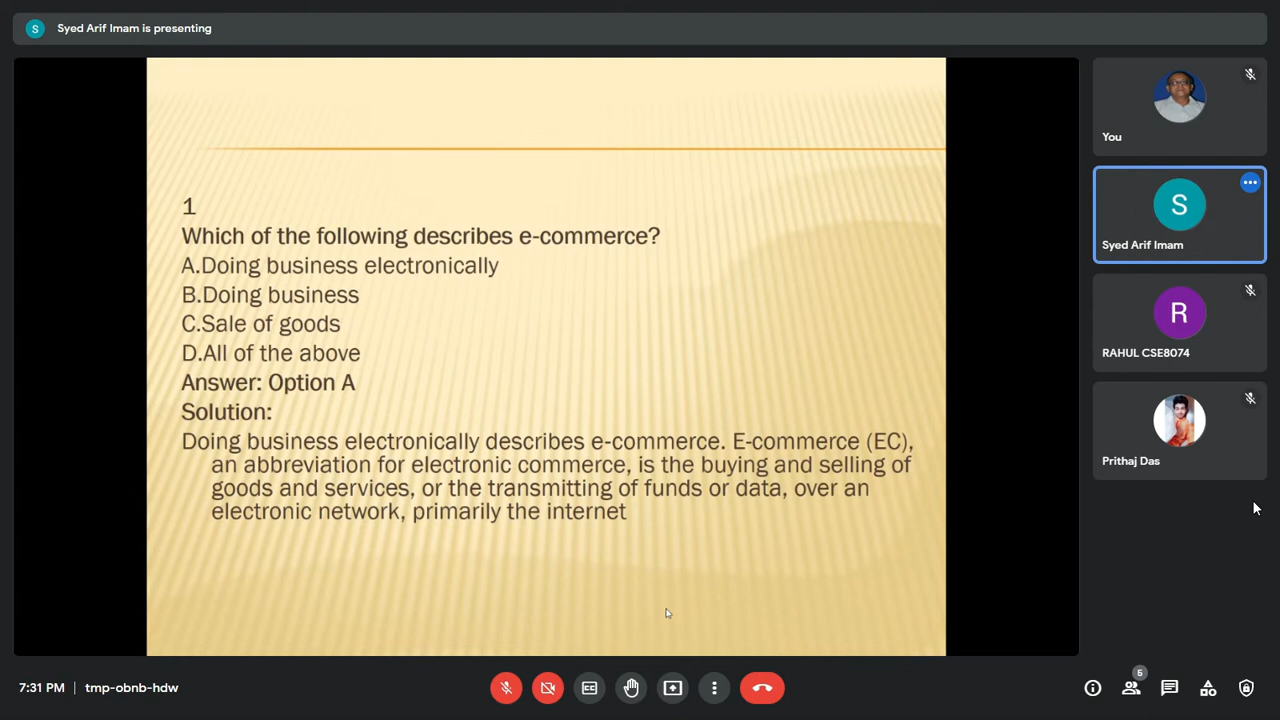 S Syed Arif Imam is presenting
1
Which of the following describes e-commerce?
A.Doing business electronically
B.Doing business
C.Sale of goods
D.All of the above
Answer: Option A
Solution:
Doing business electronically describes e-commerce. E-commerce (EC),
an abbreviation for electronic commerce, is the buying and selling of
goods and services, or the transmitting of funds or data, over an
electronic network, primarily the internet
You
S
Syed Arif Imam
R
RAHUL CSE8074
Prithaj Das
7:31 PM | tmp-obnb-hdw
CC
5